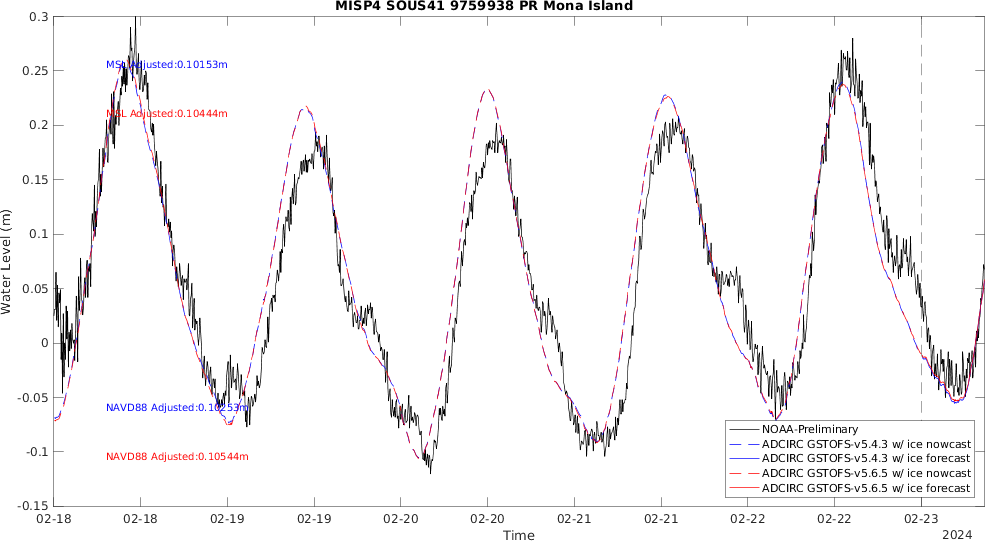 MISP4 SOUS41 9759938 PR Mona Island
Water Level (m)
0.3
0.25
0.2
0.15
0.1
0.05
0
-0.05
-0.1
-0.15
MSL Adjusted:0.10153m
MSL Adjusted:0.10444m
NAVD88 Adjusted:0.10253m
NAVD88 Adjusted:0.10544m
NOAA-Preliminary
ADCIRC GSTOFS-v5.4.3 w/ ice nowcast
ADCIRC GSTOFS-v5.4.3 w/ ice forecast
ADCIRC GSTOFS-v5.6.5 w/ ice nowcast
ADCIRC GSTOFS-v5.6.5 w/ ice forecast
02-18 02-18 02-19 02-19 02-20 02-20 02-21 02-21 02-22 02-22 02-23
Time
2024